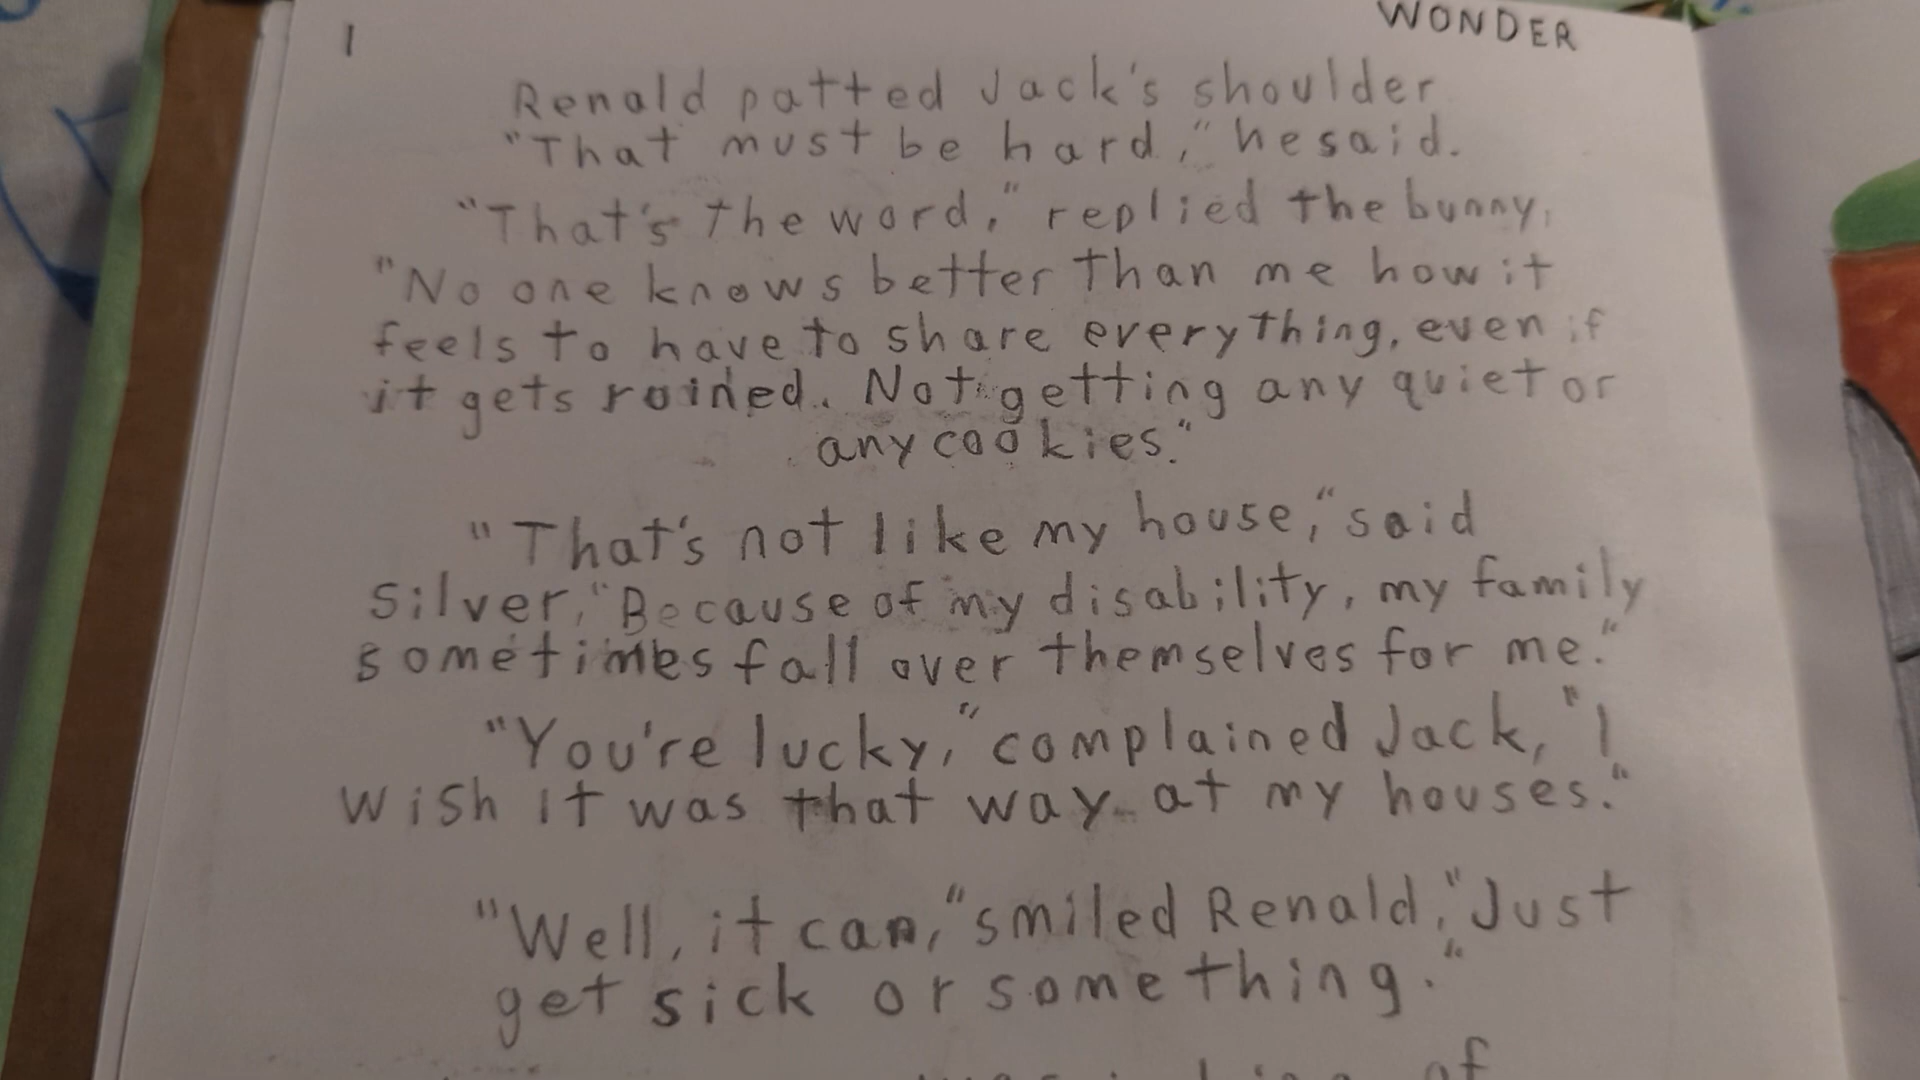 1
WONDER
Renald patted Jack's shoulder
"That must be hard," he said.
"That's the word," replied the bunny,
"No one knows better than me how it
feels to have to share everything, even if
it gets roined. Not getting any quiet or
any cookies."
"That's not like my house," said
Silver, "Because of my disability, my family
sometimes fall over themselves for me."
"You're lucky," complained Jack, "I
wish it was that way at my houses."
"Well, it can," smiled Renald, "Just
get sick or something."
of